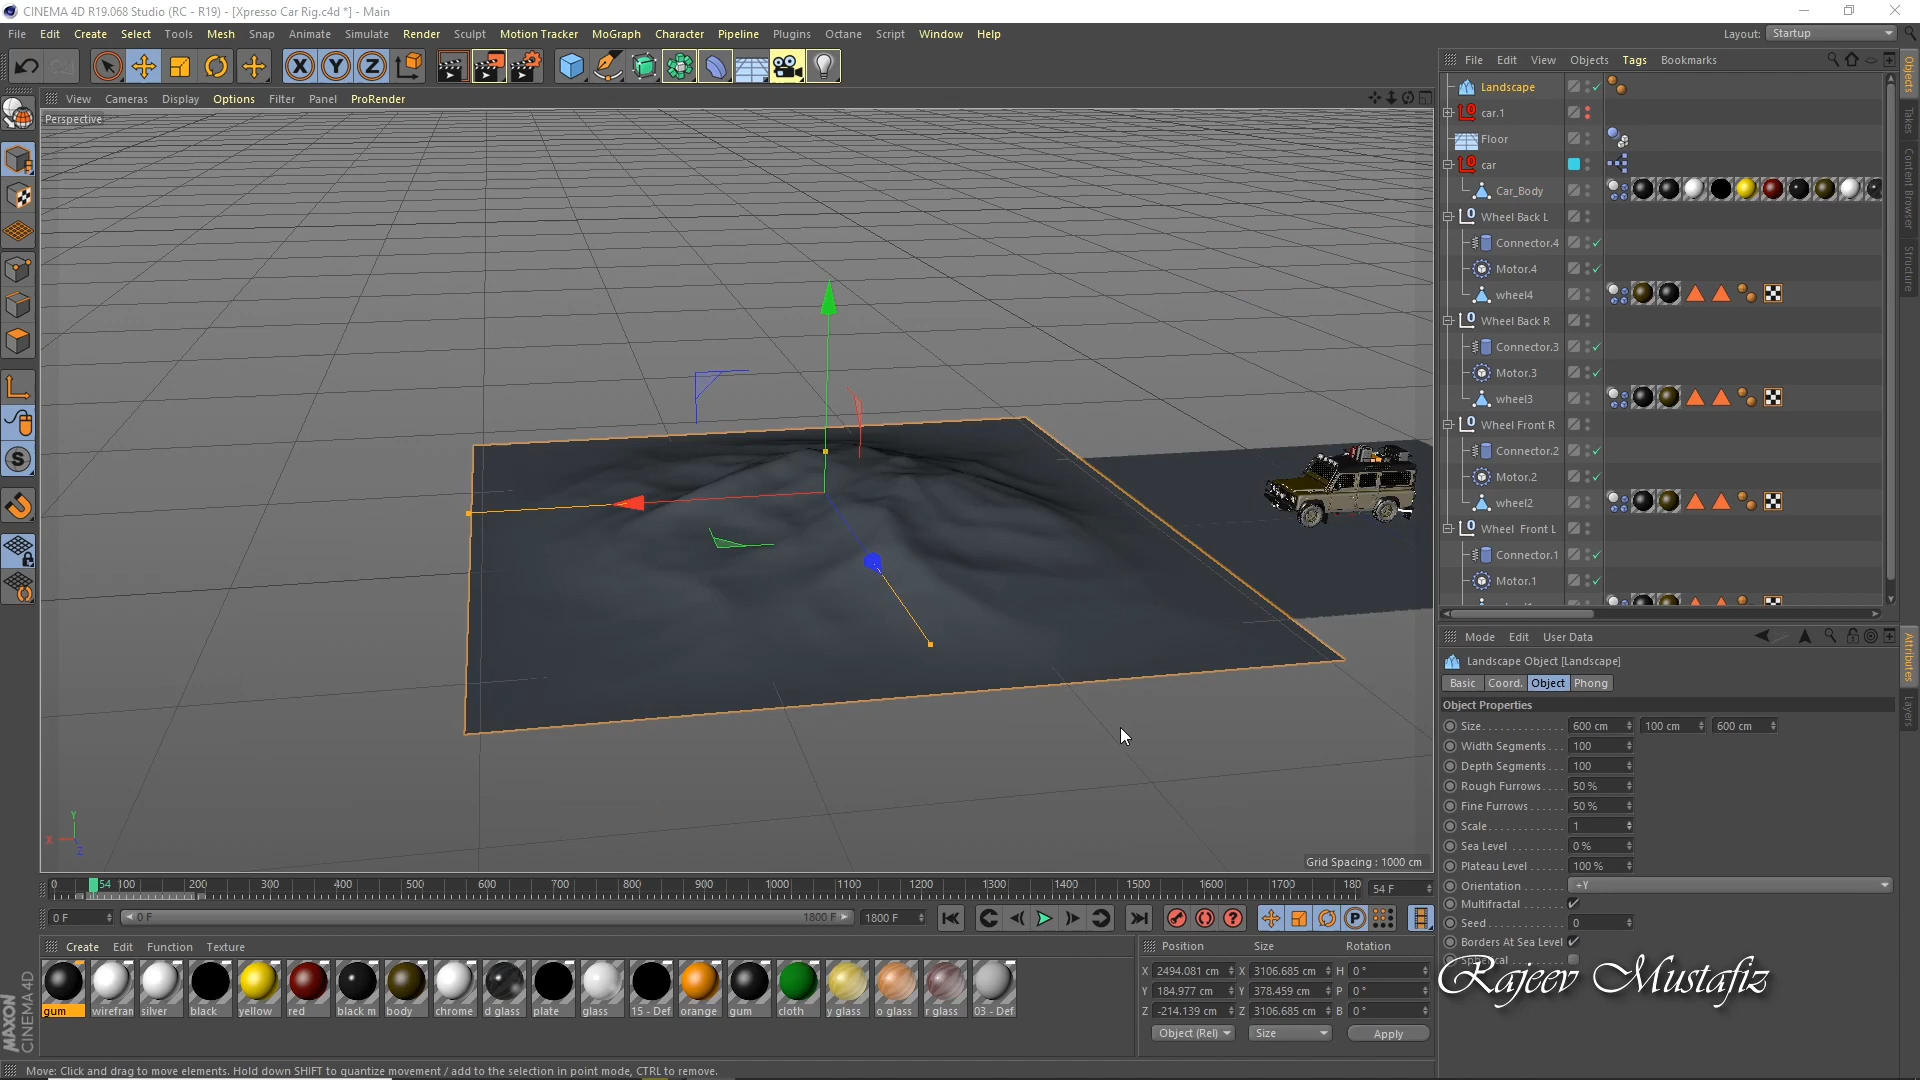 CINEMA 4D R19.068 Studio (RC - R19) - [Xpresso Car Rig.c4d *] - Main
File Edit Create Select Tools Mesh Snap Animate Simulate Render Sculpt Motion Tracker MoGraph Character Pipeline Plugins Octane Script Window Help
Layout: Startup
File Edit View Objects Tags Bookmarks
View Cameras Display Options Filter Panel ProRender
Perspective
Landscape
car.1
Floor
car
Car_Body
Wheel Back L
Connector.4
Motor.4
wheel4
Wheel Back R
Connector.3
Motor.3
wheel3
Wheel Front R
Connector.2
Motor.2
wheel2
Wheel Front L
Connector.1
Motor.1
Objects
Takes
Content Browser
Structure
Mode Edit User Data
Landscape Object [Landscape]
Basic Coord. Object Phong
Object Properties
Size 600 cm 100 cm 600 cm
Width Segments 100
Depth Segments 100
Rough Furrows 50 %
Fine Furrows 50 %
Scale 1
Sea Level 0 %
Plateau Level 100 %
Orientation +Y
Multifractal
Seed 0
Borders At Sea Level
Spherical
Attributes
Layers
Rajeev Mustafiz
Grid Spacing : 1000 cm
Y
X
Z
0 54 100 200 300 400 500 600 700 800 900 1000 1100 1200 1300 1400 1500 1600 1700 180
54 F
0 F 0 F 1800 F 1800 F
Create Edit Function Texture
gum wirefran silver black yellow red black m body chrome d glass plate glass 15 - Def orange gum cloth y glass o glass r glass 03 - Def
Position Size Rotation
X 2494.081 cm X 3106.685 cm H 0 °
Y 184.977 cm Y 378.459 cm P 0 °
Z -214.139 cm Z 3106.685 cm B 0 °
Object (Rel) Size Apply
MAXON
CINEMA 4D
Move: Click and drag to move elements. Hold down SHIFT to quantize movement / add to the selection in point mode, CTRL to remove.